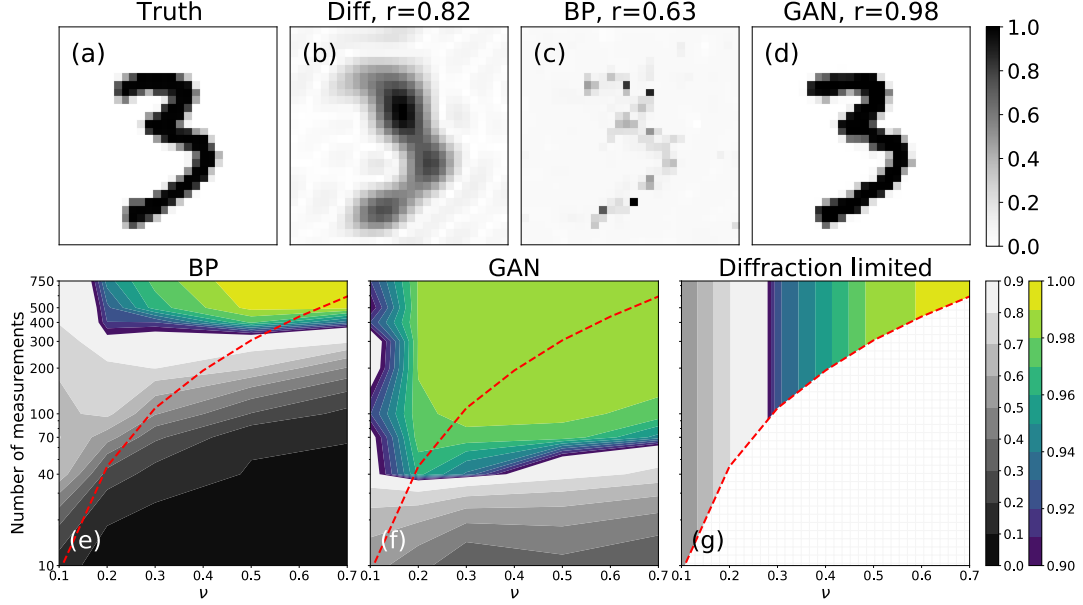 Truth
Diff, r=0.82
BP, r=0.63
GAN, r=0.98
(a)
(b)
(c)
(d)
1.0
0.8
0.6
0.4
0.2
0.0
BP
GAN
Diffraction limited
Number of measurements
750
500
400
300
200
100
70
40
10
(e)
0.1 0.2 0.3 0.4 0.5 0.6 0.7
ν
(f)
0.1 0.2 0.3 0.4 0.5 0.6 0.7
ν
(g)
0.1 0.2 0.3 0.4 0.5 0.6 0.7
ν
0.9
0.8
0.7
0.6
0.5
0.4
0.3
0.2
0.1
0.0
1.00
0.98
0.96
0.94
0.92
0.90